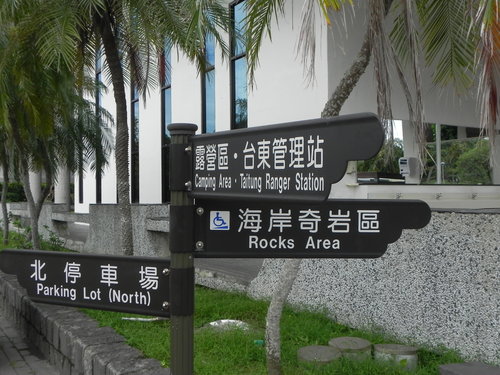 露營區・台東管理站
Camping Area・Taitung Ranger Station
海岸奇岩區
Rocks Area
北停車場
Parking Lot (North)